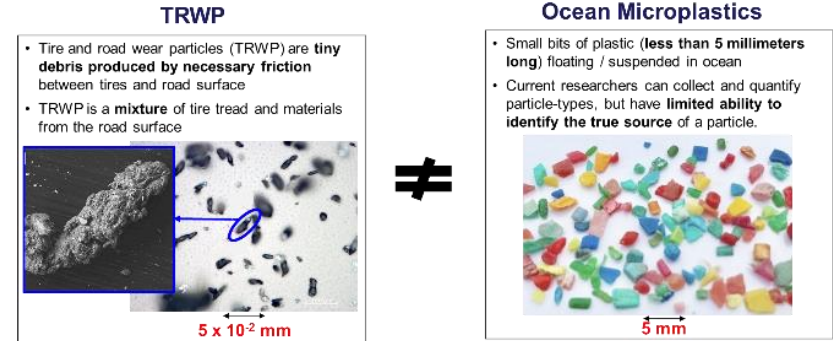 TRWP
• Tire and road wear particles (TRWP) are tiny
debris produced by necessary friction
between tires and road surface
• TRWP is a mixture of tire tread and materials
from the road surface
5 x 10-2 mm
≠
Ocean Microplastics
• Small bits of plastic (less than 5 millimeters
long) floating / suspended in ocean
• Current researchers can collect and quantify
particle-types, but have limited ability to
identify the true source of a particle.
5 mm